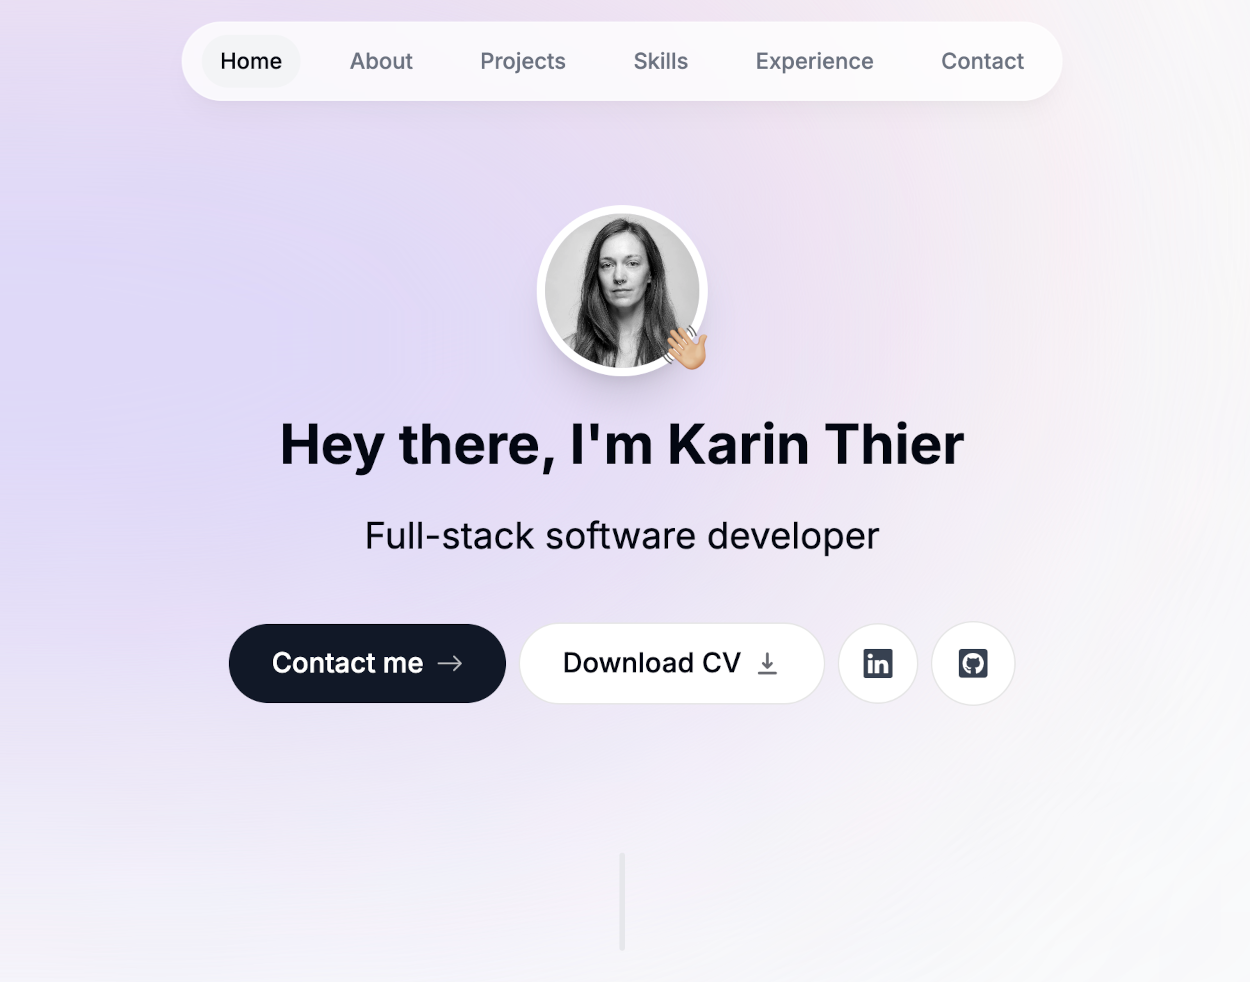 Home About Projects Skills Experience Contact
Hey there, I'm Karin Thier
Full-stack software developer
Contact me → Download CV
in